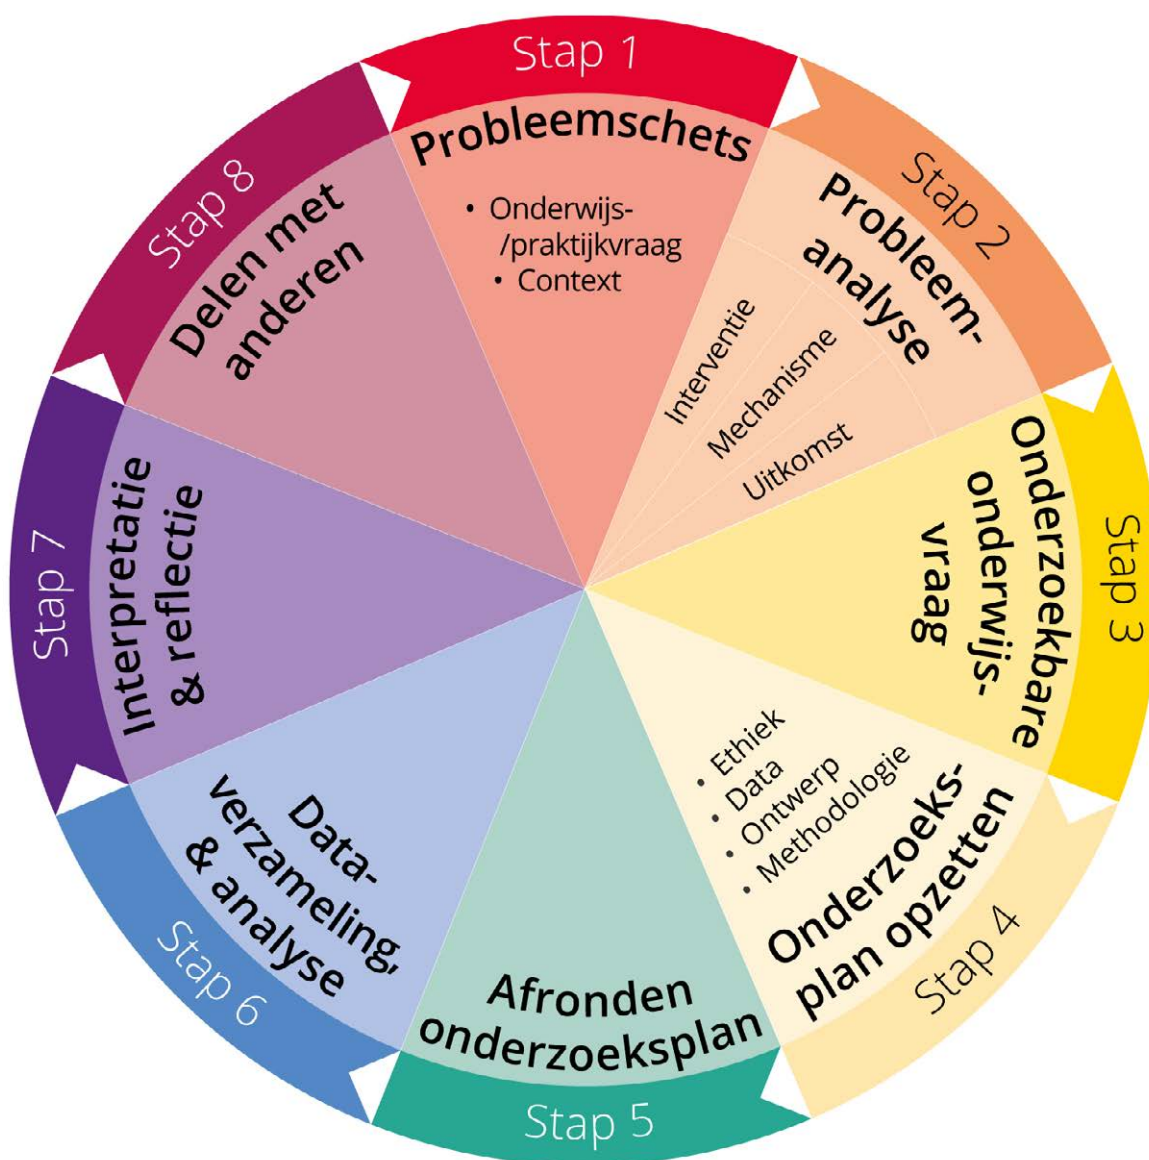 Stap 1
Probleemschets
• Onderwijs-
/praktijkvraag
• Context
Stap 2
Probleem-
analyse
Interventie
Mechanisme
Uitkomst
Stap 3
Onderzoekbare
onderwijs-
vraag
Stap 4
• Ethiek
• Data
• Ontwerp
• Methodologie
Onderzoeks-
plan opzetten
Stap 5
Afronden
onderzoeksplan
Stap 6
Data-
verzameling,
& analyse
Stap 7
Interpretatie
& reflectie
Stap 8
Delen met
anderen